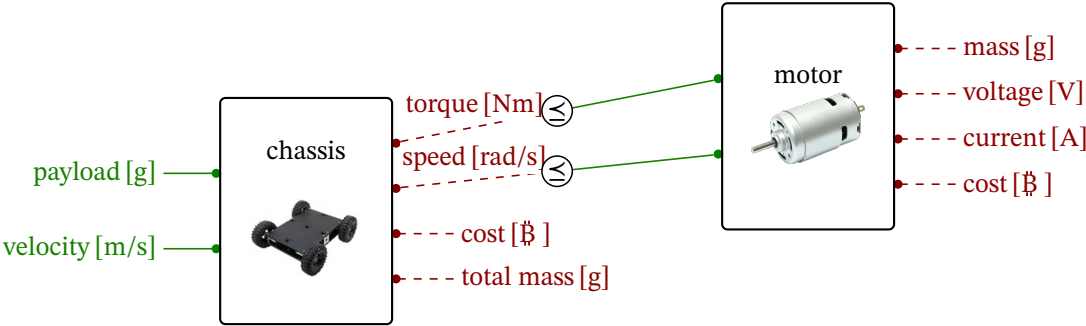 payload [g]
velocity [m/s]
chassis
torque [Nm]
speed [rad/s]
cost [₿ ]
total mass [g]
⪯
⪯
motor
mass [g]
voltage [V]
current [A]
cost [₿ ]